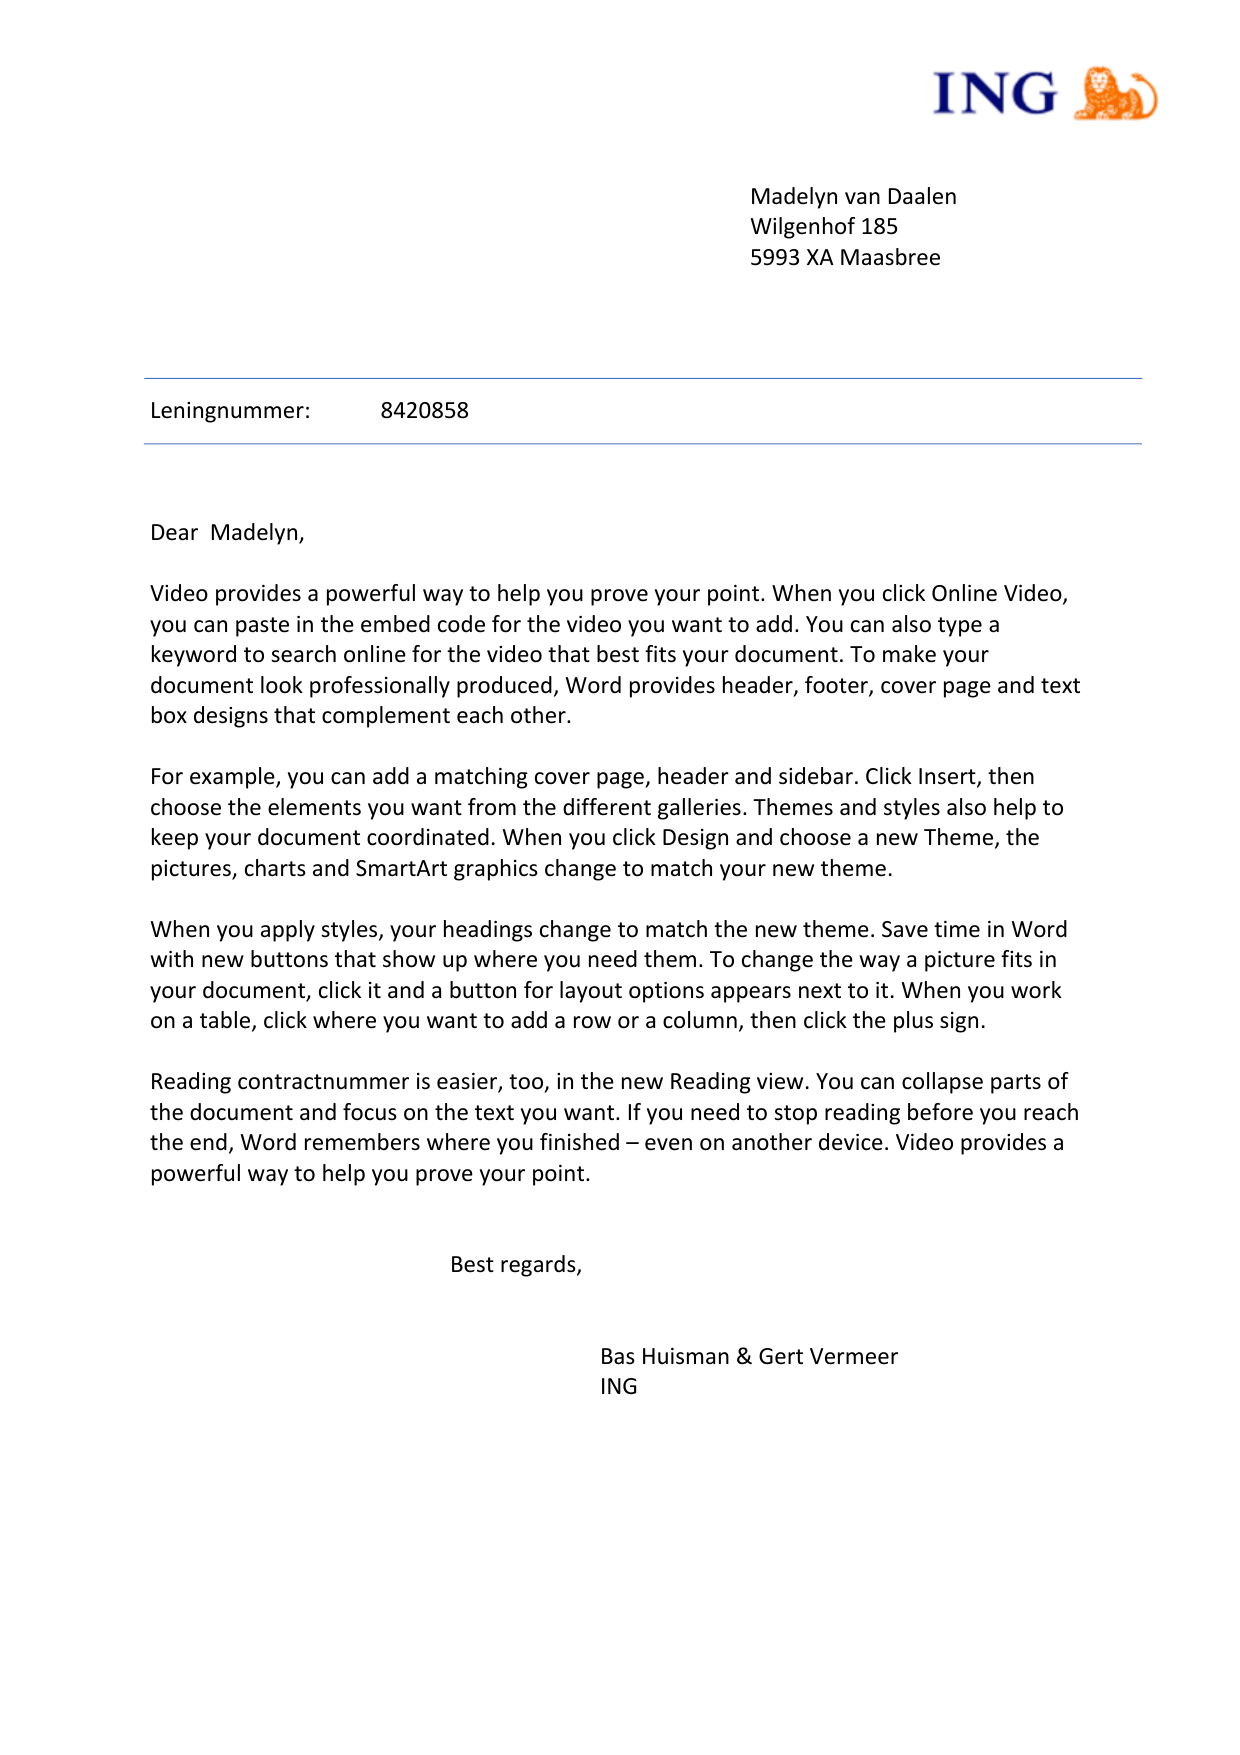 ING
Madelyn van Daalen
Wilgenhof 185
5993 XA Maasbree
Leningnummer: 8420858
Dear  Madelyn,
Video provides a powerful way to help you prove your point. When you click Online Video,
you can paste in the embed code for the video you want to add. You can also type a
keyword to search online for the video that best fits your document. To make your
document look professionally produced, Word provides header, footer, cover page and text
box designs that complement each other.
For example, you can add a matching cover page, header and sidebar. Click Insert, then
choose the elements you want from the different galleries. Themes and styles also help to
keep your document coordinated. When you click Design and choose a new Theme, the
pictures, charts and SmartArt graphics change to match your new theme.
When you apply styles, your headings change to match the new theme. Save time in Word
with new buttons that show up where you need them. To change the way a picture fits in
your document, click it and a button for layout options appears next to it. When you work
on a table, click where you want to add a row or a column, then click the plus sign.
Reading contractnummer is easier, too, in the new Reading view. You can collapse parts of
the document and focus on the text you want. If you need to stop reading before you reach
the end, Word remembers where you finished – even on another device. Video provides a
powerful way to help you prove your point.
Best regards,
Bas Huisman & Gert Vermeer
ING